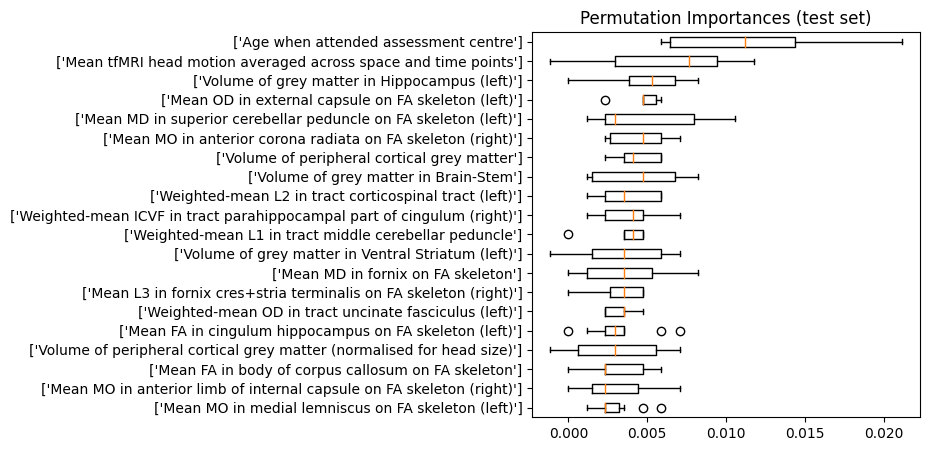 Permutation Importances (test set)
['Age when attended assessment centre']
['Mean tfMRI head motion averaged across space and time points']
['Volume of grey matter in Hippocampus (left)']
['Mean OD in external capsule on FA skeleton (left)']
['Mean MD in superior cerebellar peduncle on FA skeleton (left)']
['Mean MO in anterior corona radiata on FA skeleton (right)']
['Volume of peripheral cortical grey matter']
['Volume of grey matter in Brain-Stem']
['Weighted-mean L2 in tract corticospinal tract (left)']
['Weighted-mean ICVF in tract parahippocampal part of cingulum (right)']
['Weighted-mean L1 in tract middle cerebellar peduncle']
['Volume of grey matter in Ventral Striatum (left)']
['Mean MD in fornix on FA skeleton']
['Mean L3 in fornix cres+stria terminalis on FA skeleton (right)']
['Weighted-mean OD in tract uncinate fasciculus (left)']
['Mean FA in cingulum hippocampus on FA skeleton (left)']
['Volume of peripheral cortical grey matter (normalised for head size)']
['Mean FA in body of corpus callosum on FA skeleton']
['Mean MO in anterior limb of internal capsule on FA skeleton (right)']
['Mean MO in medial lemniscus on FA skeleton (left)']
0.000 0.005 0.010 0.015 0.020